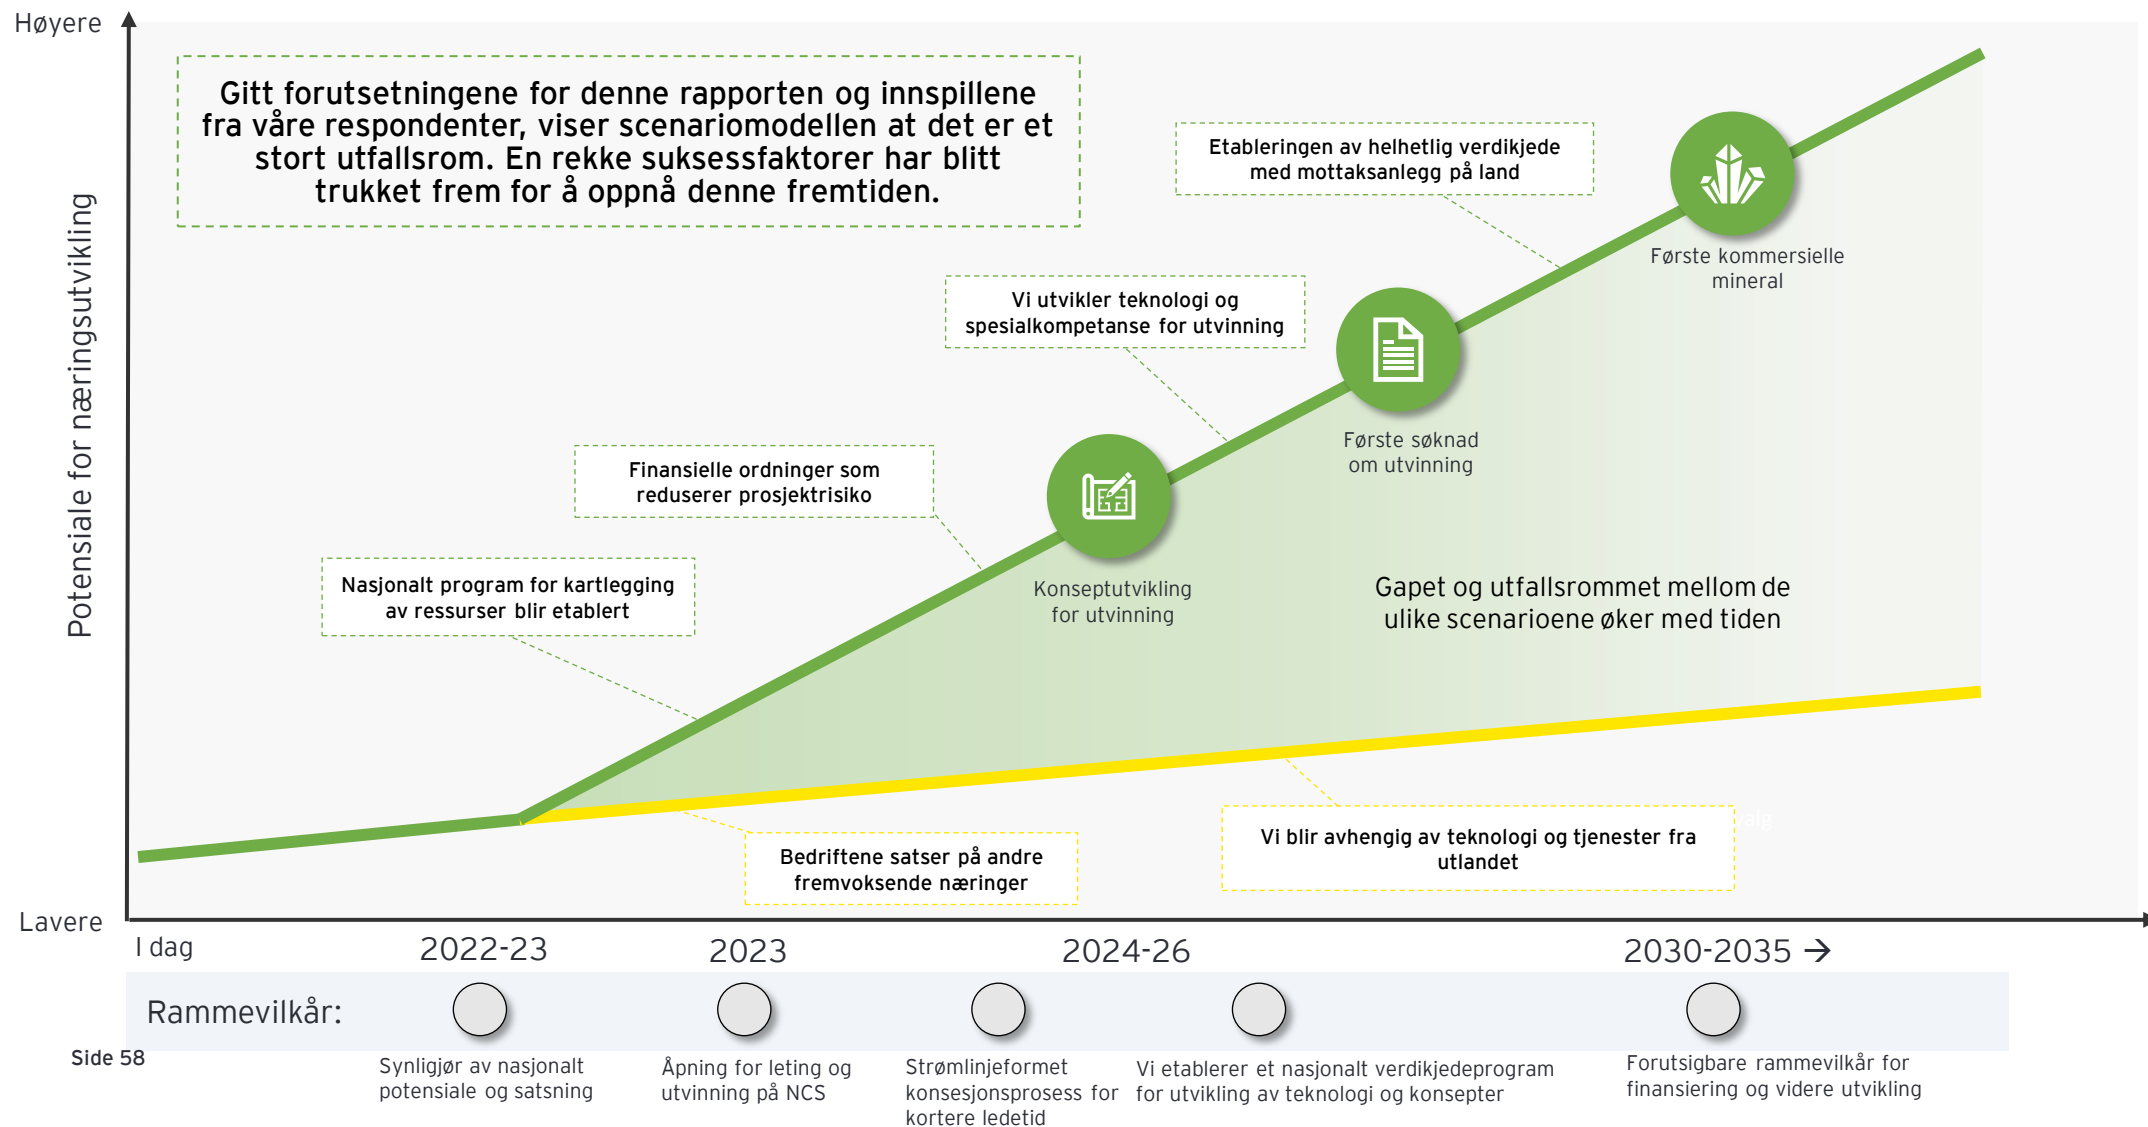 Høyere
Gitt forutsetningene for denne rapporten og innspillene
fra våre respondenter, viser scenariomodellen at det er et
stort utfallsrom. En rekke suksessfaktorer har blitt
trukket frem for å oppnå denne fremtiden.
Etableringen av helhetlig verdikjede
med mottaksanlegg på land
Første kommersielle
mineral
Vi utvikler teknologi og
spesialkompetanse for utvinning
Første søknad
om utvinning
Finansielle ordninger som
reduserer prosjektrisiko
Konseptutvikling
for utvinning
Nasjonalt program for kartlegging
av ressurser blir etablert
Gapet og utfallsrommet mellom de
ulike scenarioene øker med tiden
Potensiale for næringsutvikling
Bedriftene satser på andre
fremvoksende næringer
Vi blir avhengig av teknologi og tjenester fra
utlandet
alg
Lavere
I dag
2022-23
2023
2024-26
2030-2035 →
Rammevilkår:
Side 58
Synligjør av nasjonalt
potensiale og satsning
Åpning for leting og
utvinning på NCS
Strømlinjeformet
konsesjonsprosess for
kortere ledetid
Vi etablerer et nasjonalt verdikjedeprogram
for utvikling av teknologi og konsepter
Forutsigbare rammevilkår for
finansiering og videre utvikling